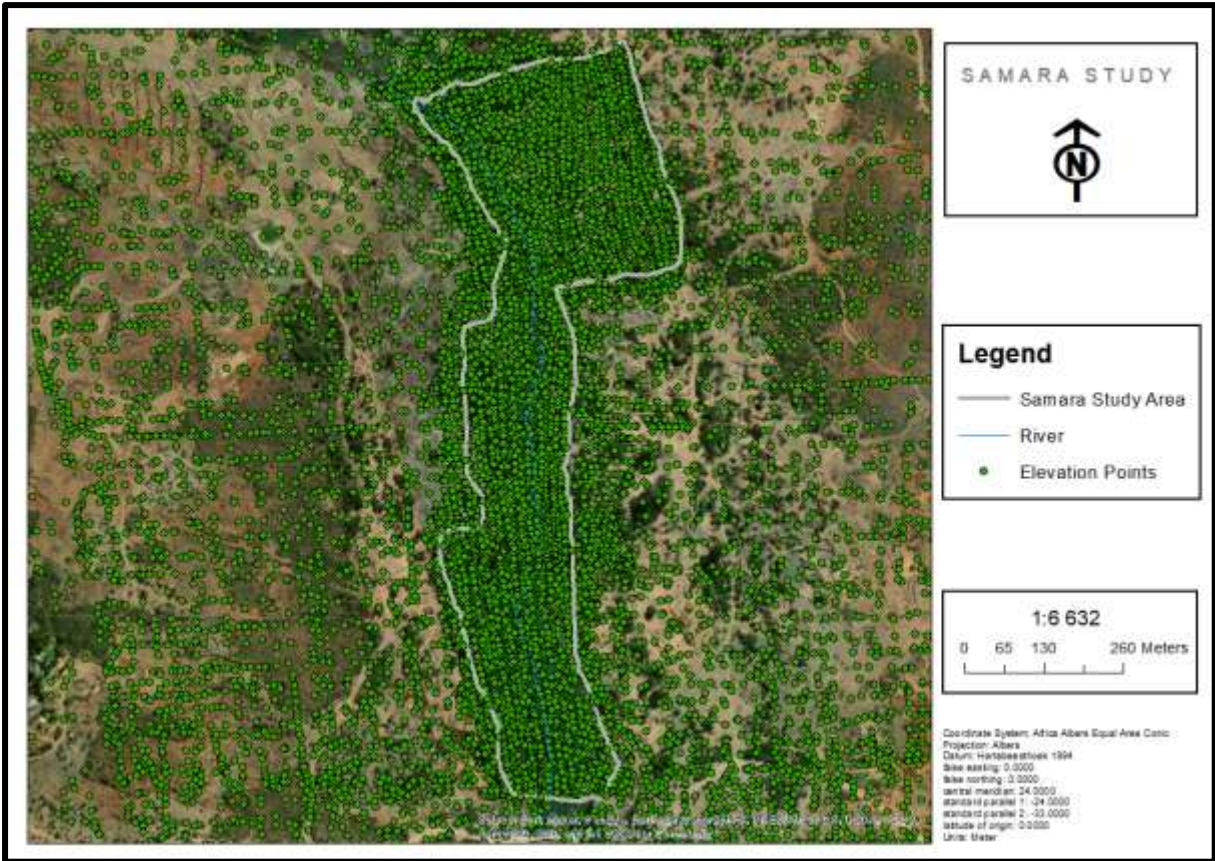 SAMARA STUDY
N
Legend
Samara Study Area
River
Elevation Points
1:6 632
0 65 130 260 Meters
Coordinate System: Africa Albers Equal Area Conic
Projection: Albers
Datum: Hartebeesthoek 1994
false easting: 0.0000
false northing: 0.0000
central meridian: 24.0000
standard parallel 1: -24.0000
standard parallel 2: -33.0000
latitude of origin: 0.0000
Units: Meter